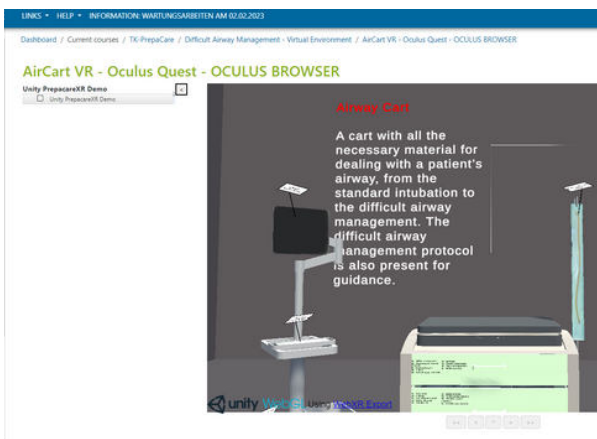 LINKS HELP INFORMATION: WARTUNGSARBEITEN AM 02.02.2023
Dashboard / Current courses / TK-PrepaCare / Difficult Airway Management - Virtual Environment / AirCart VR - Oculus Quest - OCULUS BROWSER
AirCart VR - Oculus Quest - OCULUS BROWSER
Unity PrepacareXR Demo
Unity PrepacareXR Demo
Airway Cart
A cart with all the
necessary material for
dealing with a patient's
airway, from the
standard intubation to
the difficult airway
management. The
difficult airway
management protocol
is also present for
guidance.
unity WebGL Using WebXR Export